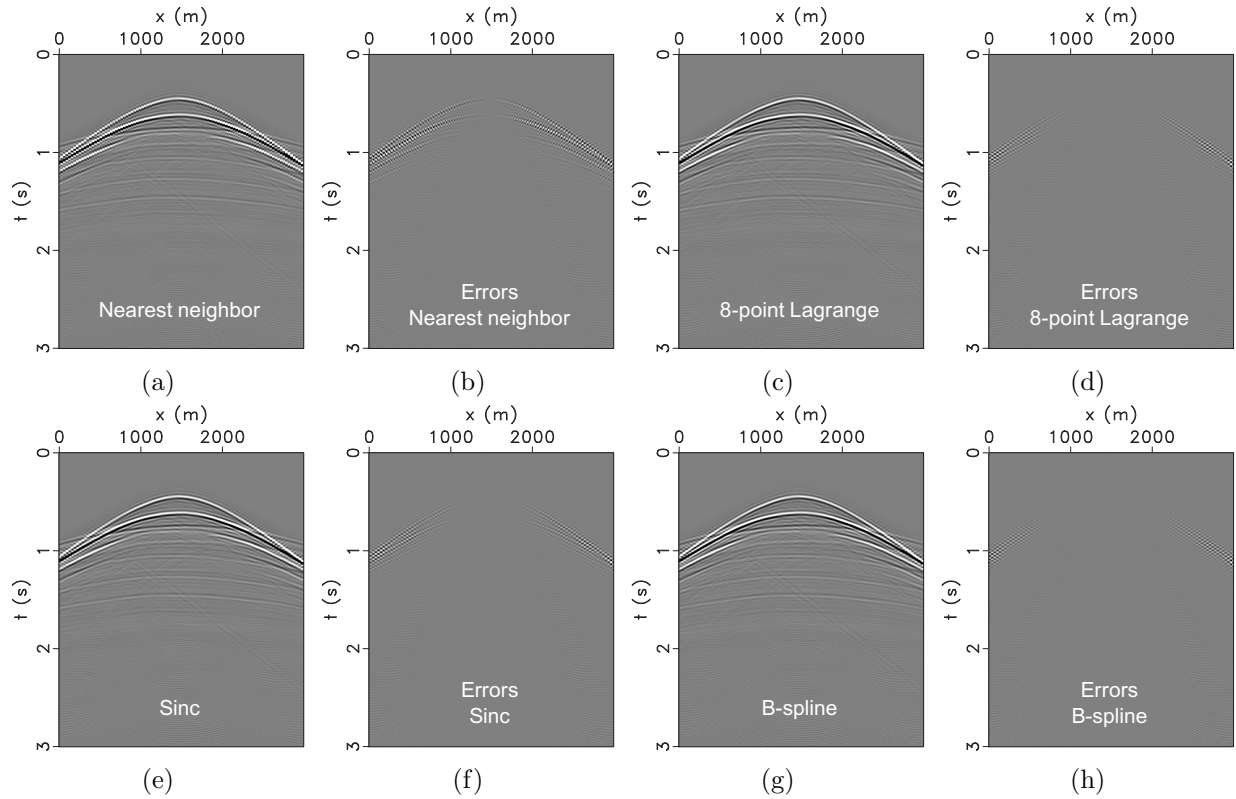 x (m)
0 1000 2000
t (s)
0
1
2
3
Nearest neighbor
(a)
x (m)
0 1000 2000
t (s)
0
1
2
3
Errors
Nearest neighbor
(b)
x (m)
0 1000 2000
t (s)
0
1
2
3
8-point Lagrange
(c)
x (m)
0 1000 2000
t (s)
0
1
2
3
Errors
8-point Lagrange
(d)
x (m)
0 1000 2000
t (s)
0
1
2
3
Sinc
(e)
x (m)
0 1000 2000
t (s)
0
1
2
3
Errors
Sinc
(f)
x (m)
0 1000 2000
t (s)
0
1
2
3
B-spline
(g)
x (m)
0 1000 2000
t (s)
0
1
2
3
Errors
B-spline
(h)